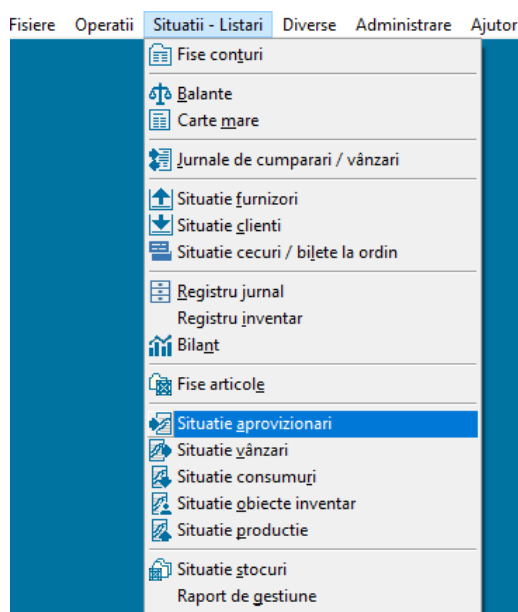 Fisiere Operatii Situatii - Listari Diverse Administrare Ajutor
Fise conturi
Balante
Carte mare
Jurnale de cumparari / vânzari
Situatie furnizori
Situatie clienti
Situatie cecuri / bilete la ordin
Registru jurnal
Registru inventar
Bilant
Fise articole
Situatie aprovizionari
Situatie vânzari
Situatie consumuri
Situatie obiecte inventar
Situatie productie
Situatie stocuri
Raport de gestiune